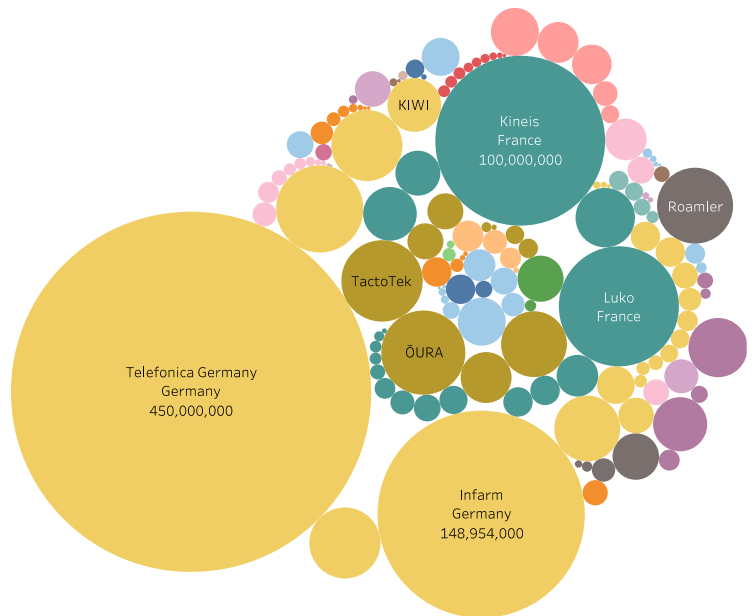 KIWI
Kineis
France
100,000,000
Roamler
TactoTek
Luko
France
ŌURA
Telefonica Germany
Germany
450,000,000
Infarm
Germany
148,954,000